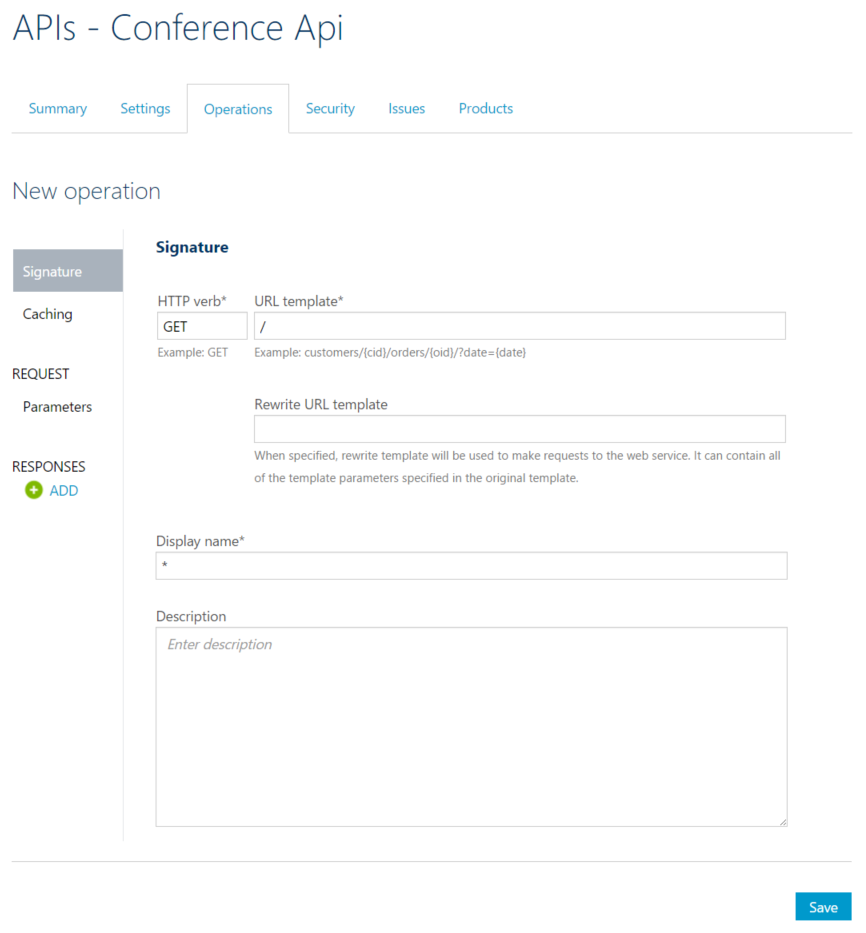 APIs - Conference Api
Summary Settings Operations Security Issues Products
New operation
Signature
Signature
Caching
REQUEST
Parameters
RESPONSES
ADD
HTTP verb* URL template*
GET /
Example: GET Example: customers/{cid}/orders/{oid}/?date={date}
Rewrite URL template
When specified, rewrite template will be used to make requests to the web service. It can contain all
of the template parameters specified in the original template.
Display name*
*
Description
Enter description
Save